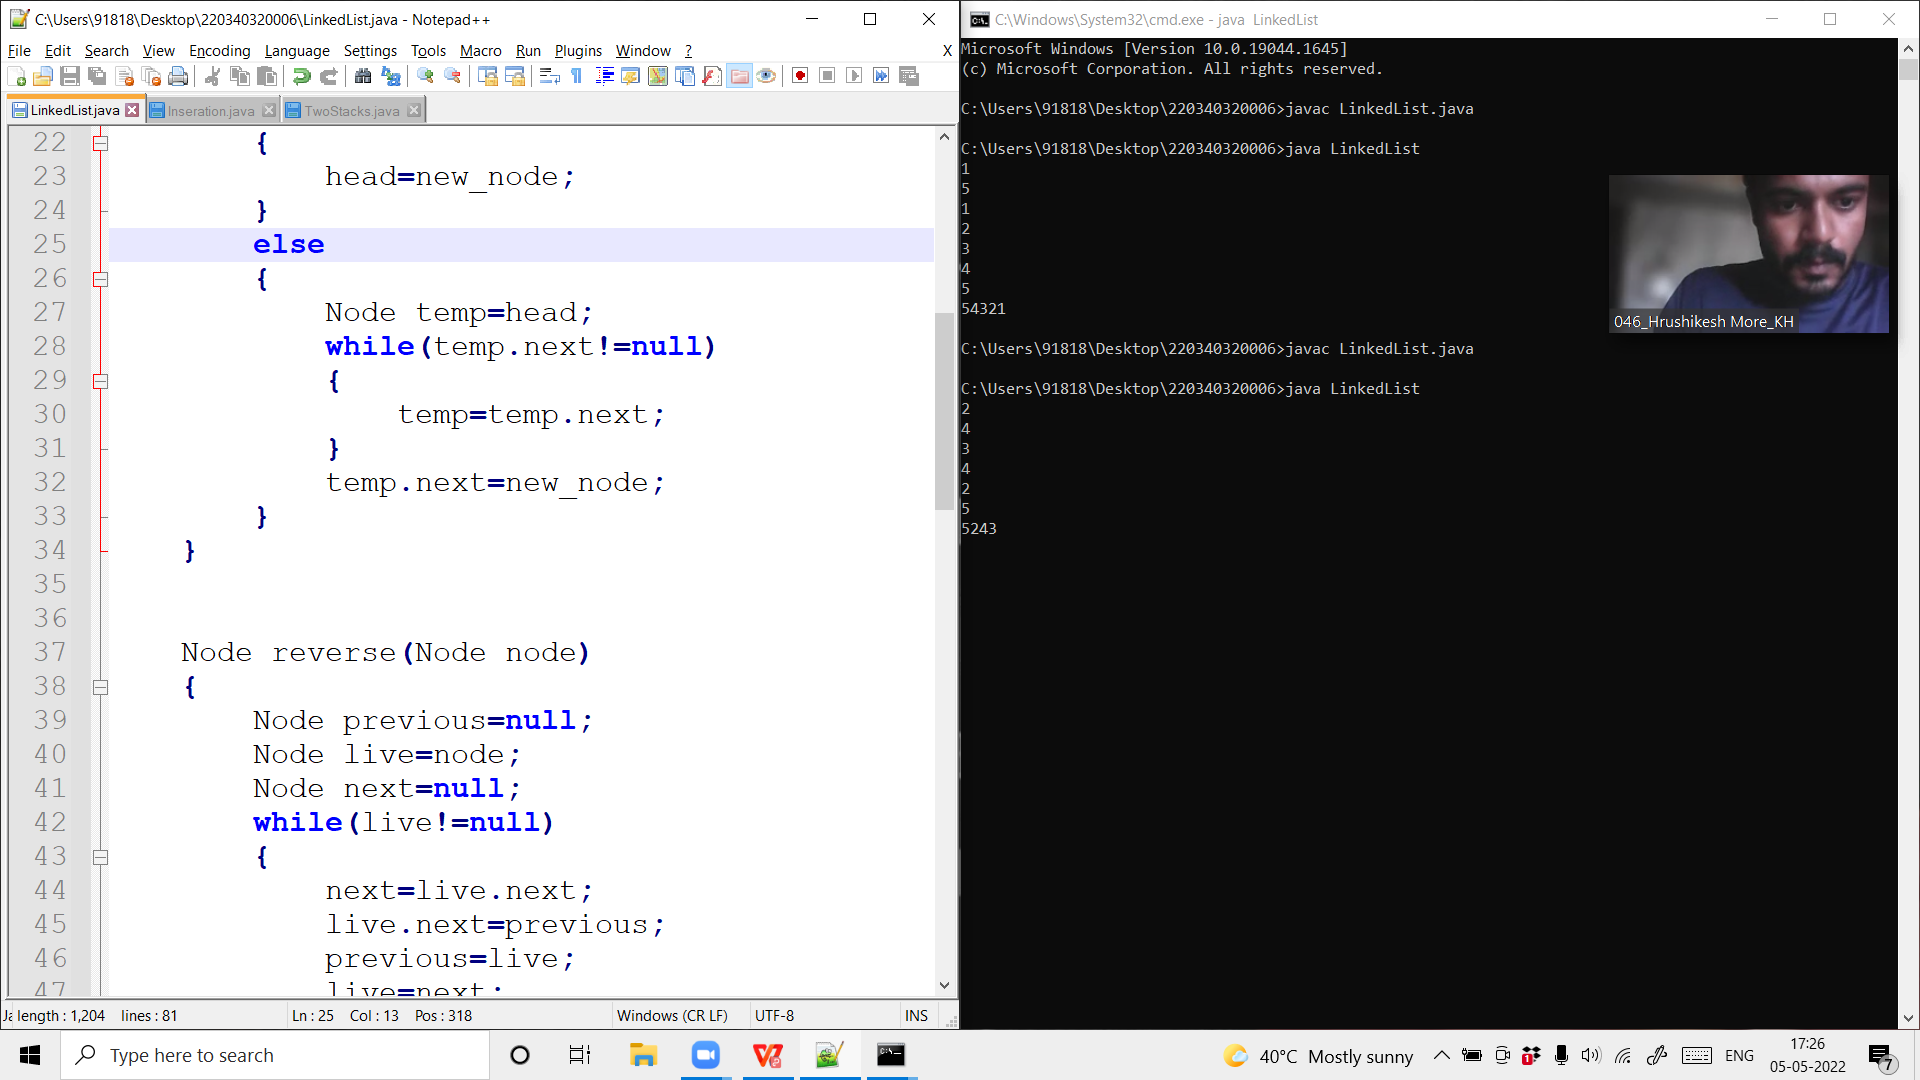 C:\Users\91818\Desktop\220340320006\LinkedList.java - Notepad++
File Edit Search View Encoding Language Settings Tools Macro Run Plugins Window ? X
LinkedList.java Inseration.java TwoStacks.java
22 {
23 head=new_node;
24 }
25 else
26 {
27 Node temp=head;
28 while(temp.next!=null)
29 {
30 temp=temp.next;
31 }
32 temp.next=new_node;
33 }
34 }
35
36
37 Node reverse(Node node)
38 {
39 Node previous=null;
40 Node live=node;
41 Node next=null;
42 while(live!=null)
43 {
44 next=live.next;
45 live.next=previous;
46 previous=live;
47 live=next;
Ja length : 1,204 lines : 81 Ln : 25 Col : 13 Pos : 318 Windows (CR LF) UTF-8 INS
C:\Windows\System32\cmd.exe - java LinkedList
Microsoft Windows [Version 10.0.19044.1645]
(c) Microsoft Corporation. All rights reserved.
C:\Users\91818\Desktop\220340320006>javac LinkedList.java
C:\Users\91818\Desktop\220340320006>java LinkedList
1
5
1
2
3
4
5
54321
C:\Users\91818\Desktop\220340320006>javac LinkedList.java
C:\Users\91818\Desktop\220340320006>java LinkedList
2
4
3
4
2
5
5243
046_Hrushikesh More_KH
Type here to search
40°C Mostly sunny
1
ENG
17:26
05-05-2022
7